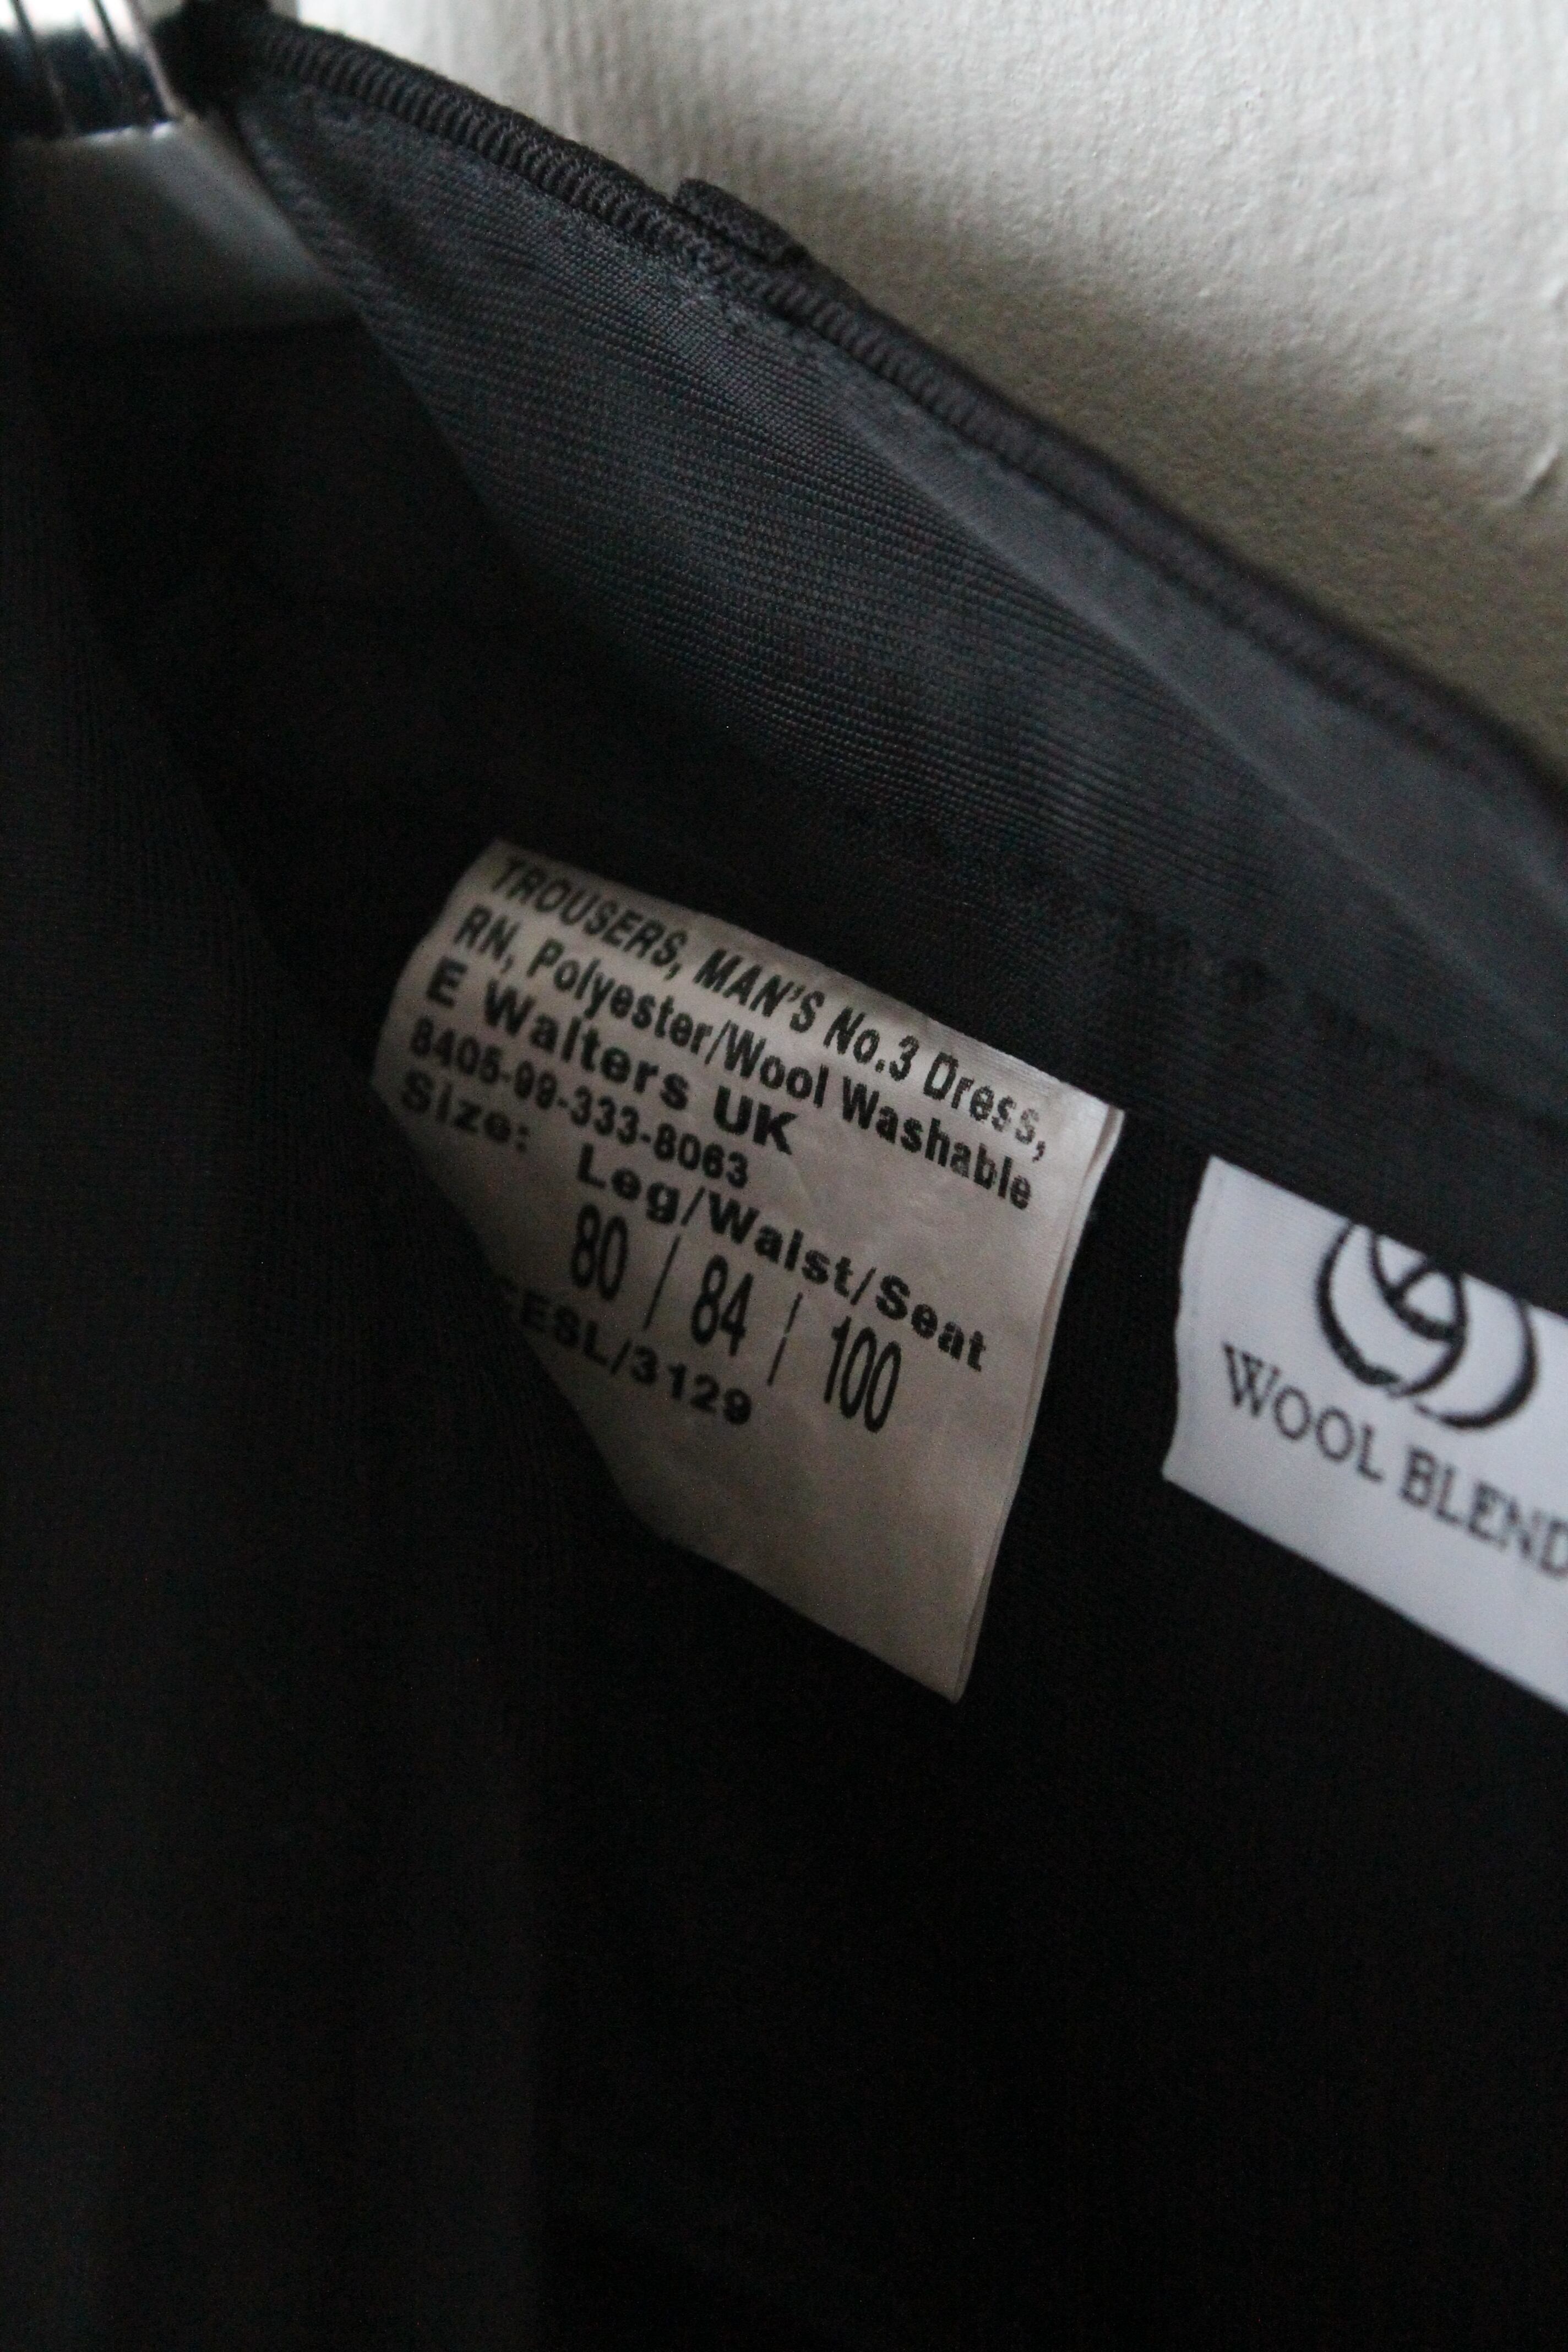 TROUSERS, MAN'S No.3 Dress,
RN, Polyester/Wool Washable
E Walters UK
8405-99-333-8063
Size: Leg/Waist/Seat
80 / 84 / 100
ESL/3129
WOOL BLEND